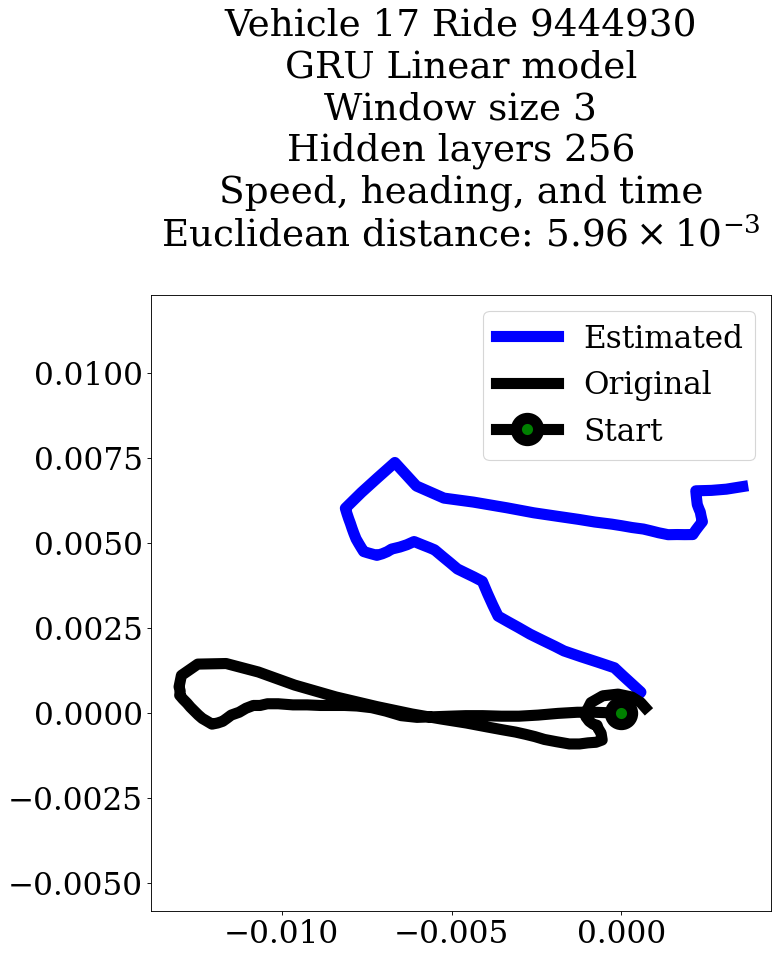 Vehicle 17 Ride 9444930
GRU Linear model
Window size 3
Hidden layers 256
Speed, heading, and time
Euclidean distance: 5.96 × 10⁻³
Estimated
Original
Start
0.0100
0.0075
0.0050
0.0025
0.0000
−0.0025
−0.0050
−0.010 −0.005 0.000